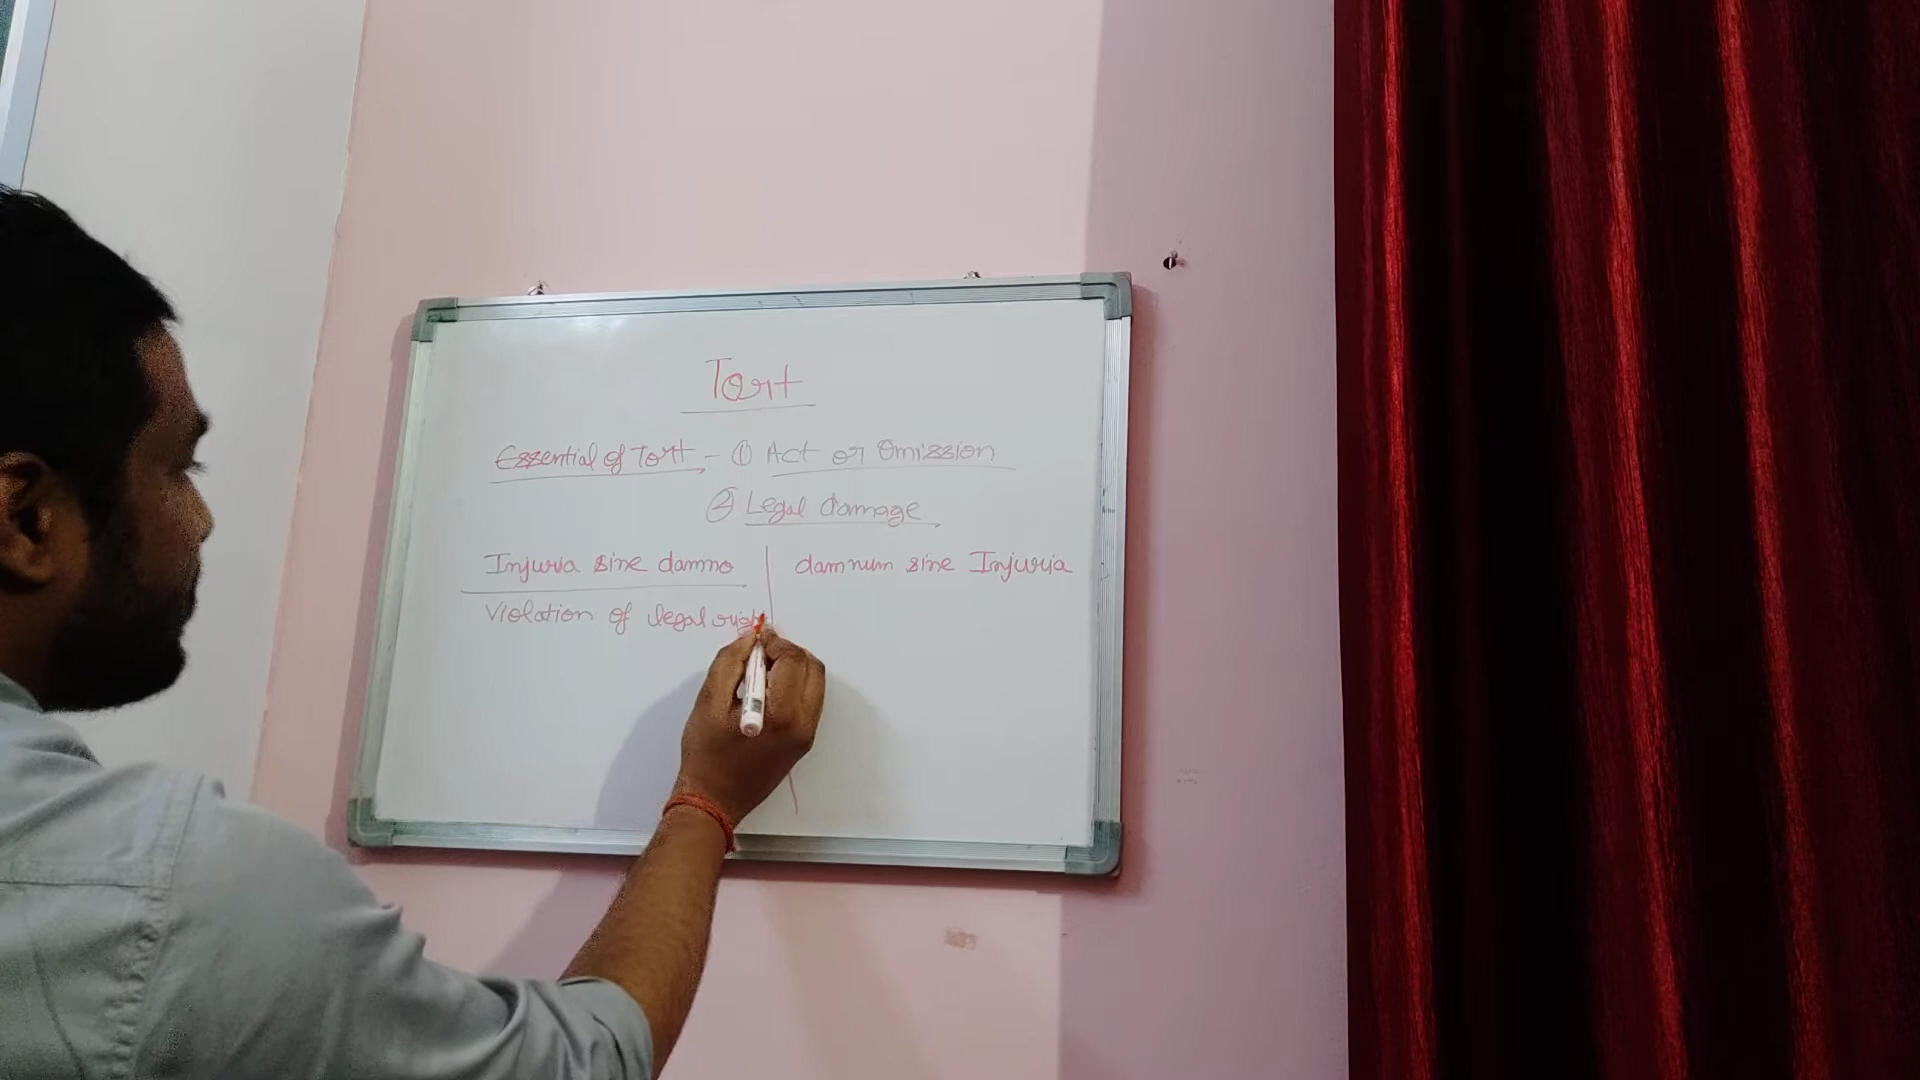 Tort
Essential of Tort - ① Act or Omission
② Legal damage
Injuria sine damno
damnum sine Injuria
Violation of legal right